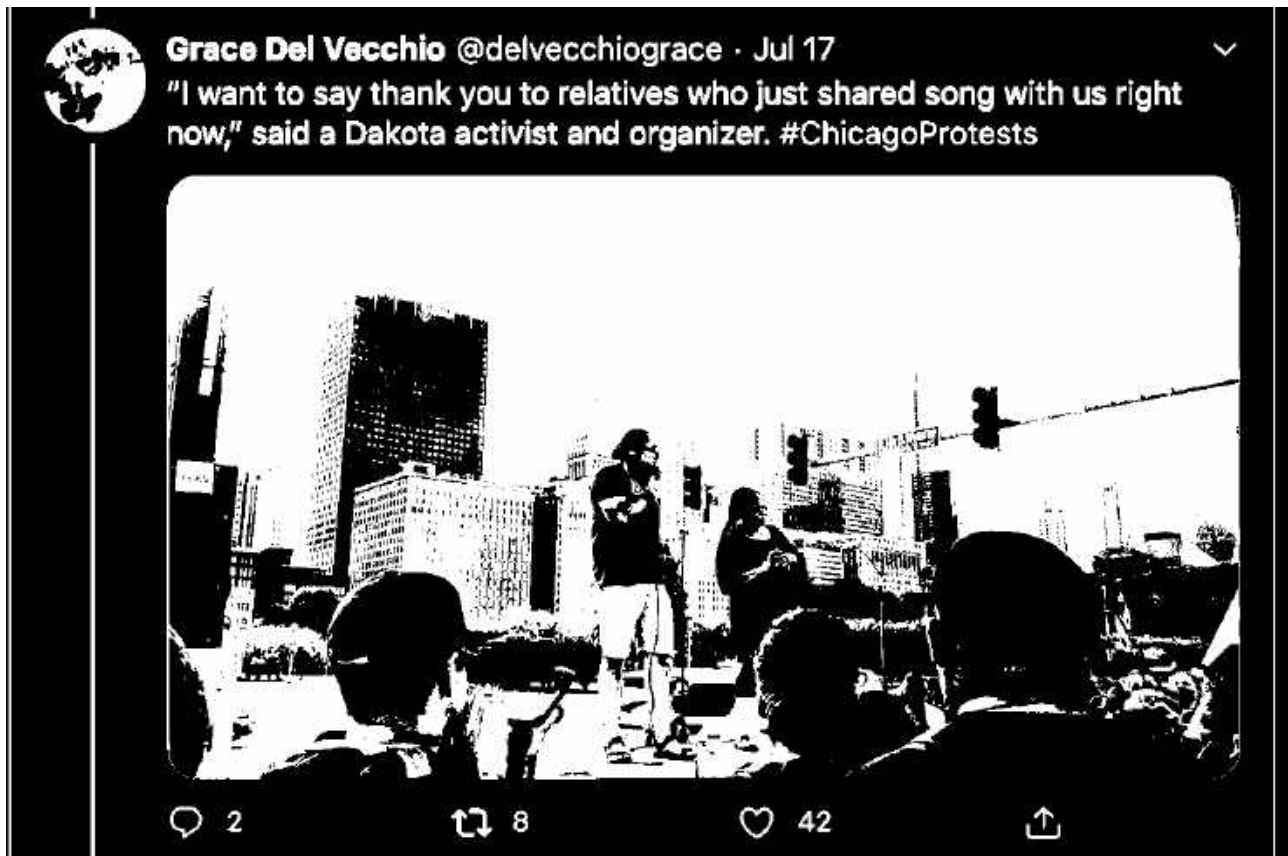 Grace Del Vecchio @delvecchiograce · Jul 17
"I want to say thank you to relatives who just shared song with us right
now," said a Dakota activist and organizer. #ChicagoProtests
2 8 42